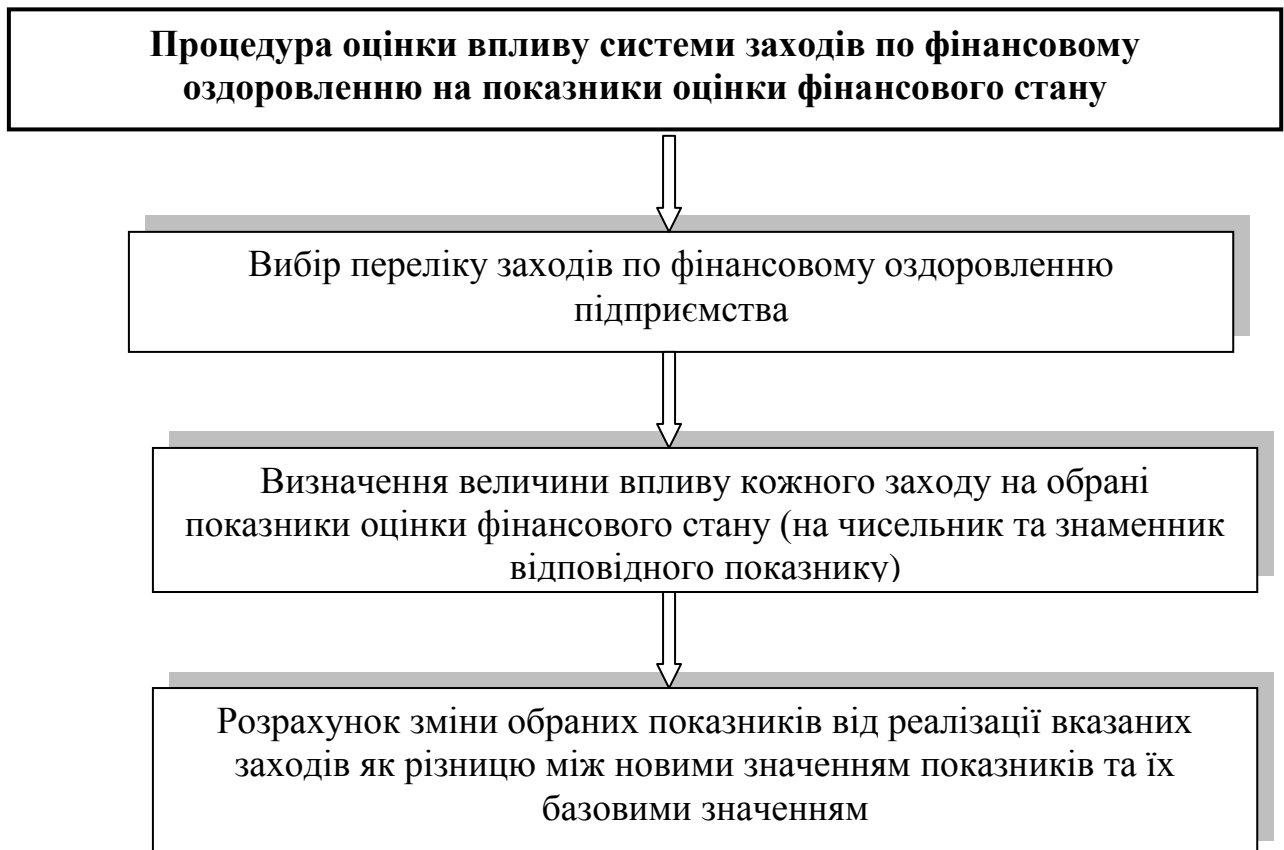 Процедура оцінки впливу системи заходів по фінансовому
оздоровленню на показники оцінки фінансового стану
Вибір переліку заходів по фінансовому оздоровленню
підприємства
Визначення величини впливу кожного заходу на обрані
показники оцінки фінансового стану (на чисельник та знаменник
відповідного показнику)
Розрахунок зміни обраних показників від реалізації вказаних
заходів як різницю між новими значенням показників та їх
базовими значенням